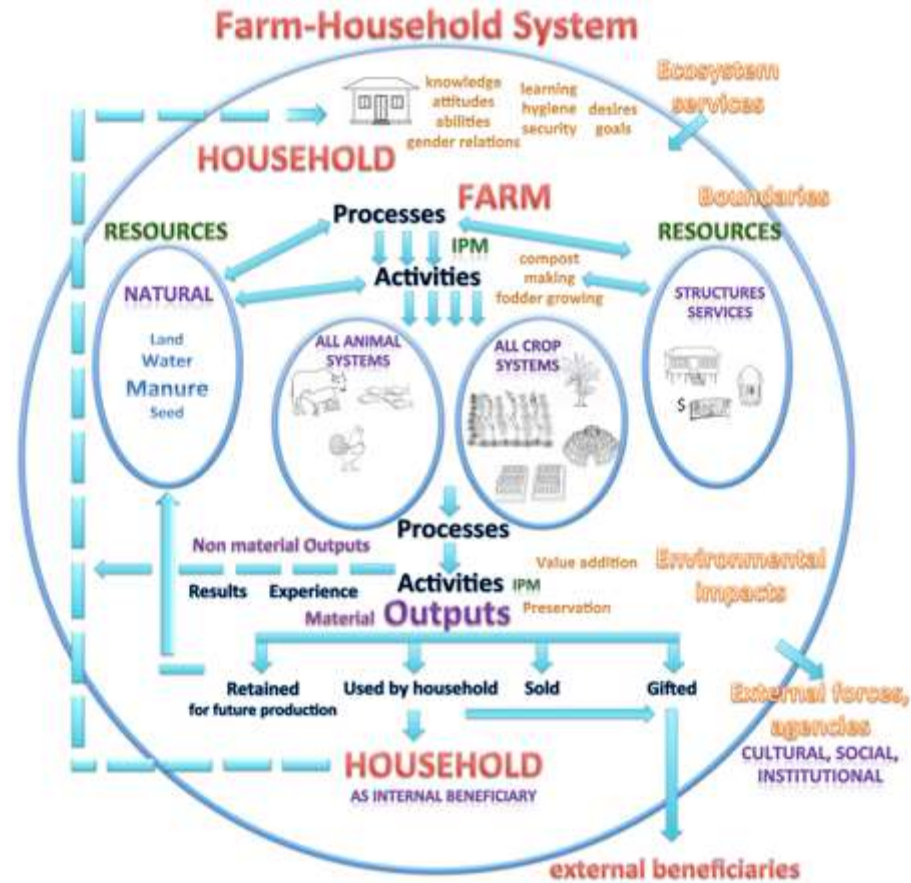 Farm-Household System
Ecosystem
services
knowledge
attitudes
abilities
gender relations
learning
hygiene
security
desires
goals
HOUSEHOLD
Boundaries
FARM
Processes
RESOURCES
RESOURCES
IPM
Activities
compost
making
fodder growing
NATURAL
Land
Water
Manure
Seed
STRUCTURES
SERVICES
$
ALL ANIMAL
SYSTEMS
ALL CROP
SYSTEMS
Processes
Non material Outputs
Results Experience
Activities IPM
Value addition
Environmental
impacts
Material Outputs
Preservation
Retained
for future production
Used by household
Sold
Gifted
External forces,
agencies
CULTURAL, SOCIAL,
INSTITUTIONAL
HOUSEHOLD
AS INTERNAL BENEFICIARY
external beneficiaries